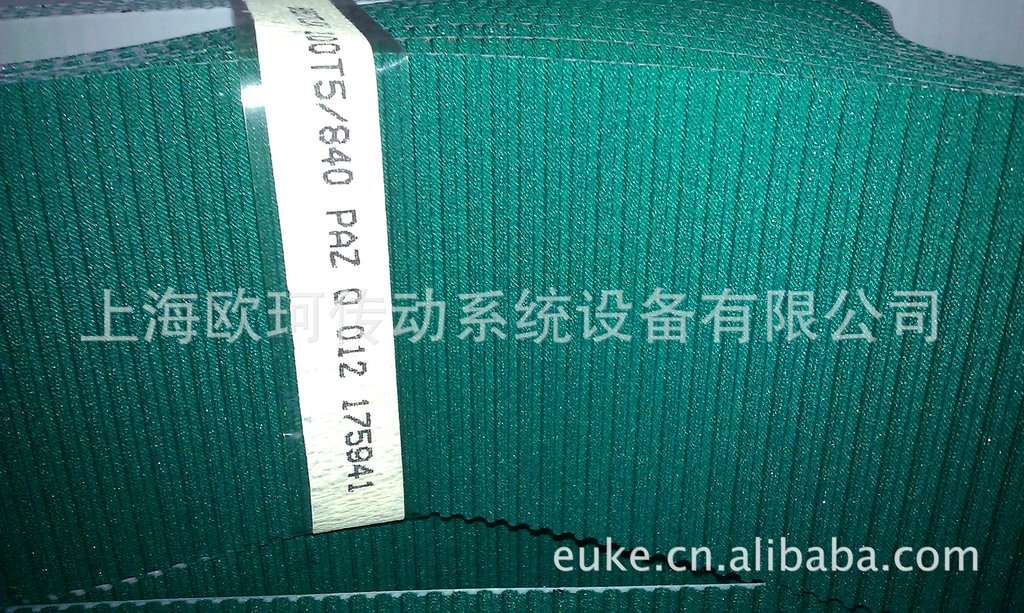 10T5/840 PAZ 0 012 175941
上海欧珂传动系统设备有限公司
euke.cn.alibaba.com